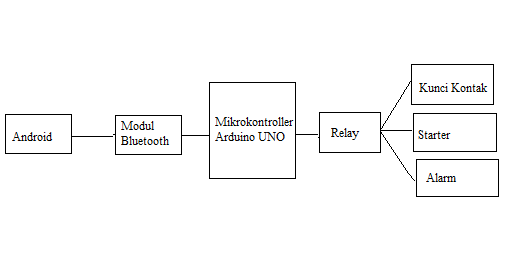 Android
Modul
Bluetooth
Mikrokontroller
Arduino UNO
Relay
Kunci Kontak
Starter
Alarm